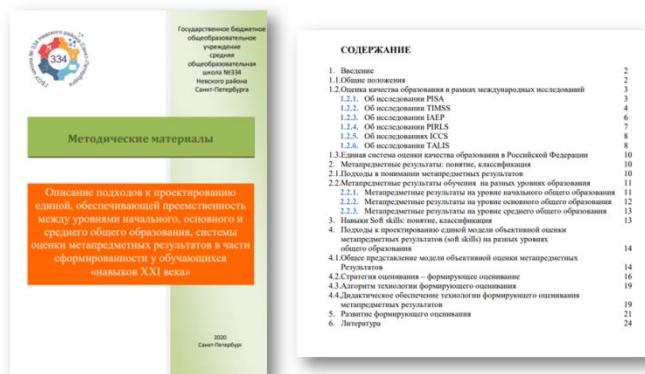 ГБОУ школа № 334 Невского района Санкт-Петербурга
334
Государственное бюджетное
общеобразовательное
учреждение
средняя
общеобразовательная
школа №334
Невского района
Санкт-Петербурга
Методические материалы
Описание подходов к проектированию
единой, обеспечивающей преемственность
между уровнями начального, основного и
среднего общего образования, системы
оценки метапредметных результатов в части
сформированности у обучающихся
«навыков XXI века»
2020
Санкт-Петербург
СОДЕРЖАНИЕ
1. Введение 2
1.1.Общие положения 2
1.2.Оценка качества образования в рамках международных исследований 3
1.2.1. Об исследовании PISA 3
1.2.2. Об исследовании TIMSS 4
1.2.3. Об исследовании IAEP 6
1.2.4. Об исследовании PIRLS 7
1.2.5. Об исследованиях ICCS 8
1.2.6. Об исследовании TALIS 8
1.3.Единая система оценки качества образования в Российской Федерации 10
2. Метапредметные результаты: понятие, классификация 10
2.1.Подходы в понимании метапредметных результатов 10
2.2.Метапредметные результаты обучения на разных уровнях образования 11
2.2.1. Метапредметные результаты на уровне начального общего образования 11
2.2.2. Метапредметные результаты на уровне основного общего образования 12
2.2.3. Метапредметные результаты на уровне среднего общего образования 13
3. Навыки Soft skills: понятие, классификация 13
4. Подходы к проектированию единой модели объективной оценки
метапредметных результатов (soft skills) на разных уровнях
общего образования 14
4.1.Общее представление модели объективной оценки метапредметных
Результатов 14
4.2.Стратегия оценивания – формирующее оценивание 16
4.3.Алгоритм технологии формирующего оценивания 19
4.4.Дидактическое обеспечение технологии формирующего оценивания
метапредметных результатов 19
5. Развитие формирующего оценивания 21
6. Литература 24